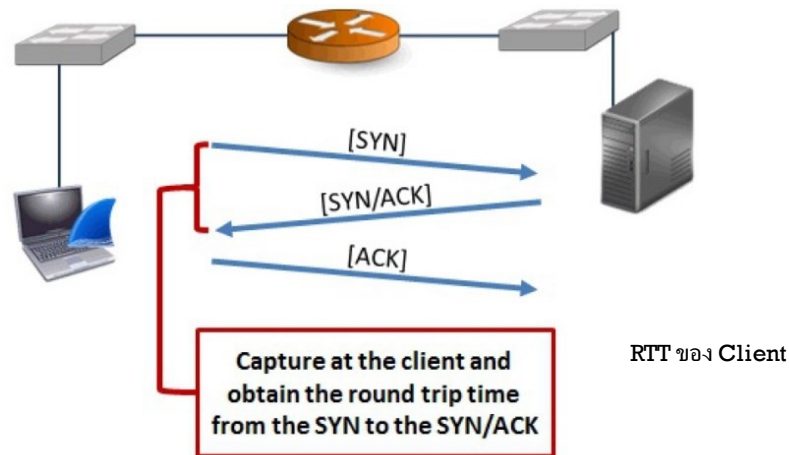 [SYN]
[SYN/ACK]
[ACK]
Capture at the client and
obtain the round trip time
from the SYN to the SYN/ACK
RTT ของ Client